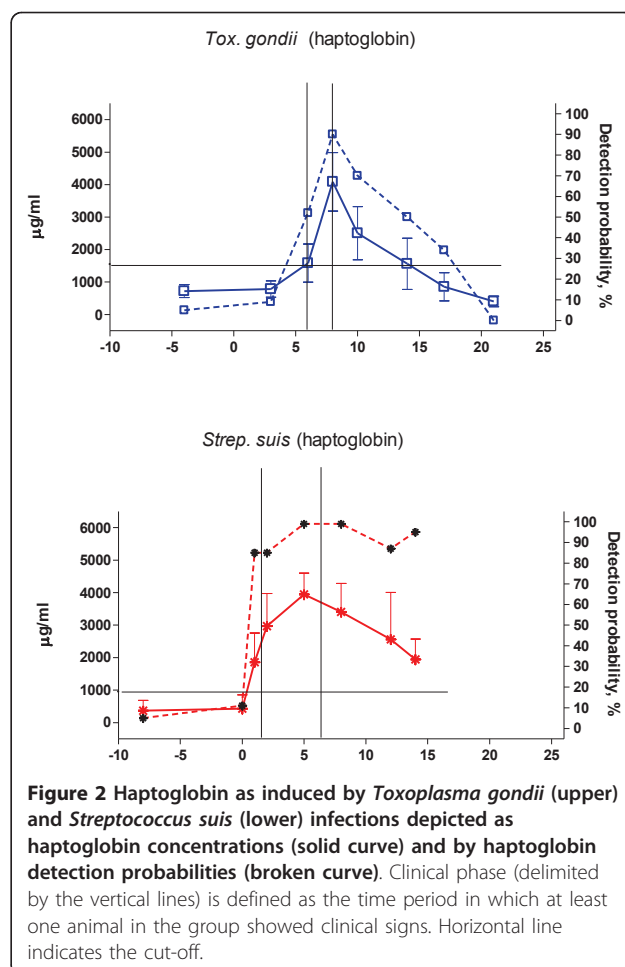 Tox. gondii (haptoglobin)
6000
5000
4000
3000
2000
1000
0
µg/ml
100
90
80
70
60
50
40
30
20
10
0
Detection probability, %
-10 -5 0 5 10 15 20 25
Strep. suis (haptoglobin)
6000
5000
4000
3000
2000
1000
0
µg/ml
100
90
80
70
60
50
40
30
20
10
0
Detection probability, %
-10 -5 0 5 10 15 20 25
Figure 2 Haptoglobin as induced by Toxoplasma gondii (upper)
and Streptococcus suis (lower) infections depicted as
haptoglobin concentrations (solid curve) and by haptoglobin
detection probabilities (broken curve). Clinical phase (delimited
by the vertical lines) is defined as the time period in which at least
one animal in the group showed clinical signs. Horizontal line
indicates the cut-off.